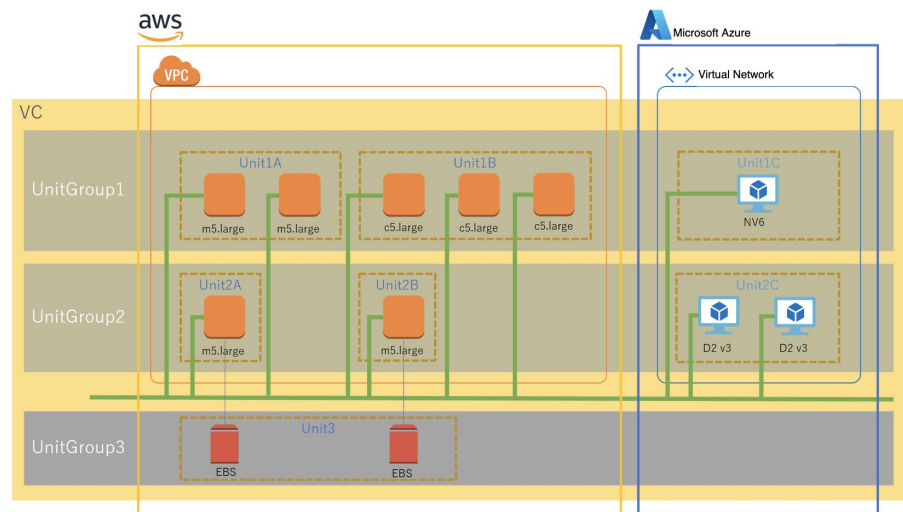 aws
Microsoft Azure
VPC
Virtual Network
VC
UnitGroup1
Unit1A
m5.large
m5.large
Unit1B
c5.large
c5.large
c5.large
Unit1C
NV6
UnitGroup2
Unit2A
m5.large
Unit2B
m5.large
Unit2C
D2 v3
D2 v3
UnitGroup3
Unit3
EBS
EBS